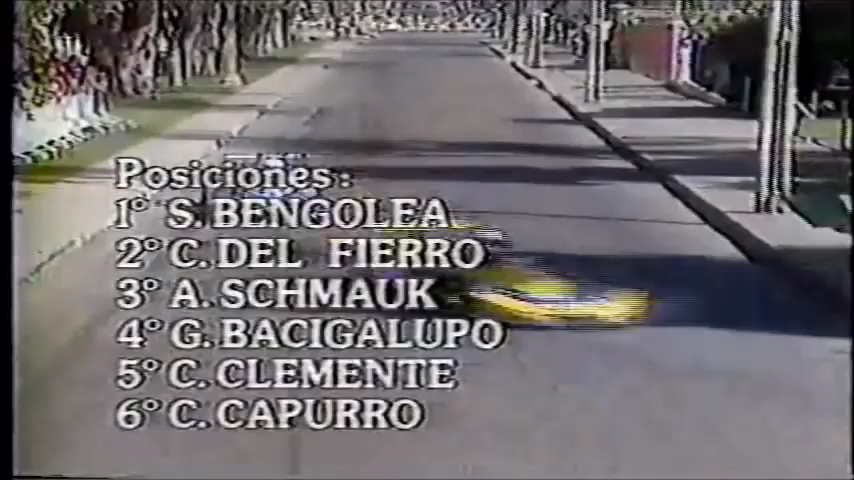 Posiciones:
1° S. BENGOLEA
2° C. DEL FIERRO
3° A. SCHMAUK
4° G. BACIGALUPO
5° C. CLEMENTE
6° C. CAPURRO